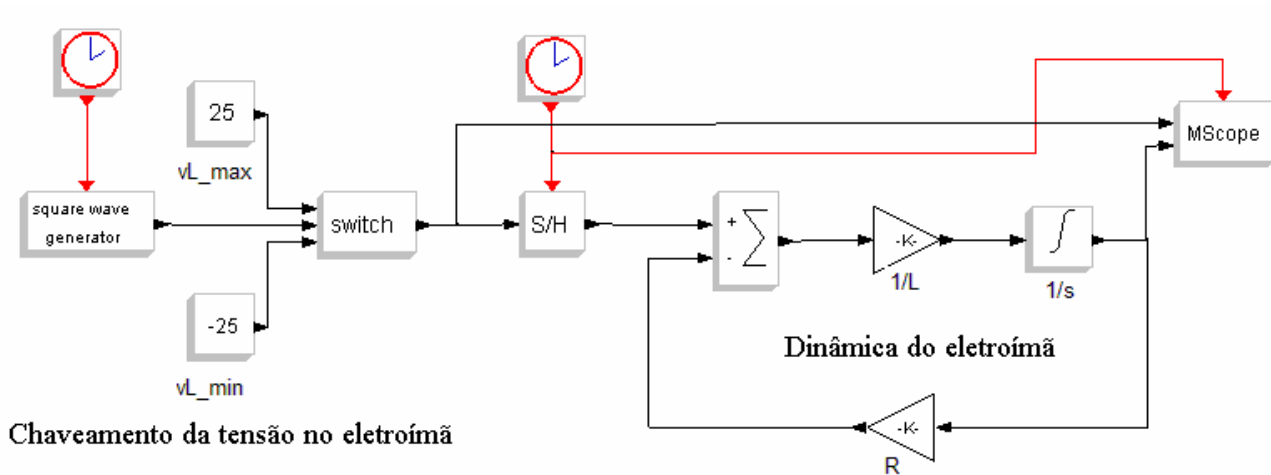 25
vL_max
square wave
generator
switch
-25
vL_min
Chaveamento da tensão no eletroímã
S/H
+
-
Σ
-K-
1/L
∫
1/s
MScope
Dinâmica do eletroímã
-K-
R